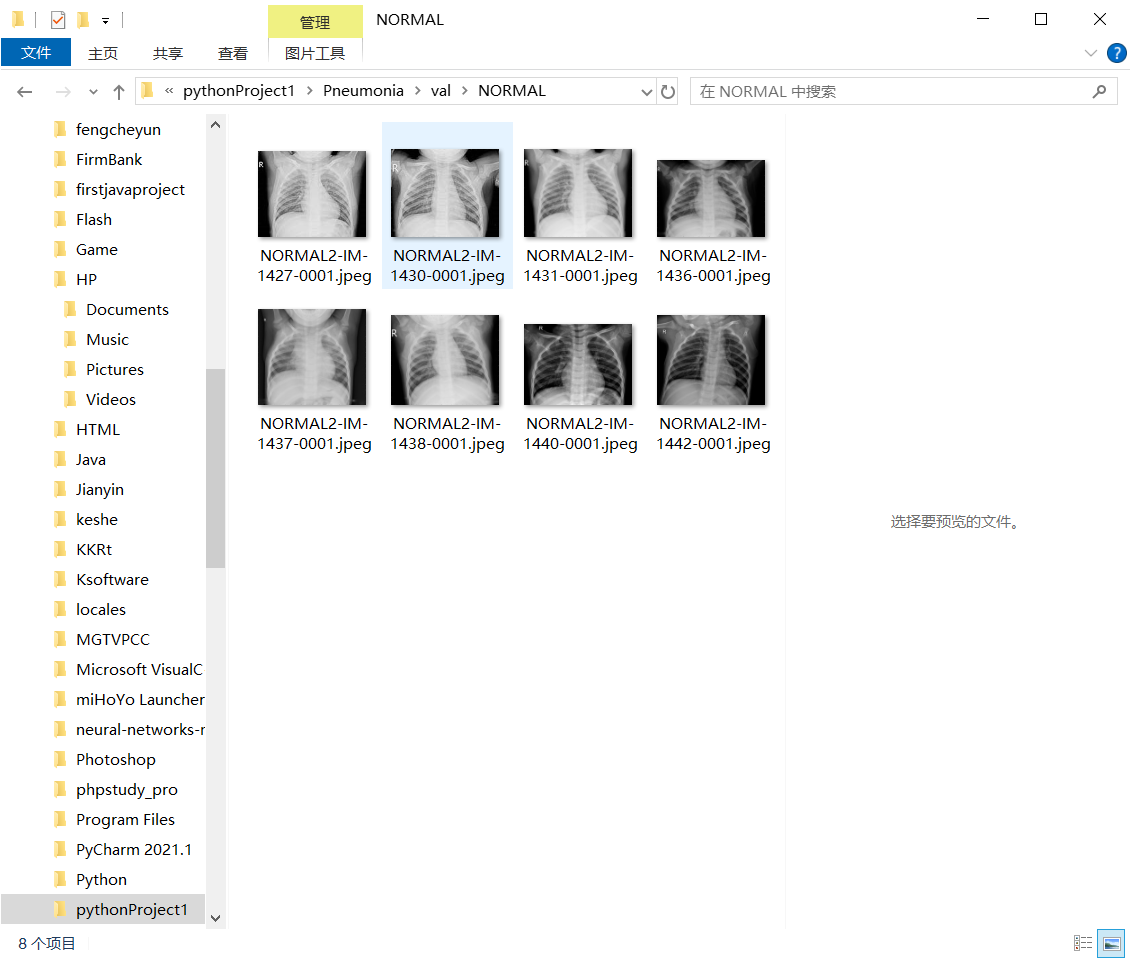 管理
NORMAL
文件
主页
共享
查看
图片工具
?
« pythonProject1 > Pneumonia > val > NORMAL
在 NORMAL 中搜索
fengcheyun
FirmBank
firstjavaproject
Flash
Game
HP
Documents
Music
Pictures
Videos
HTML
Java
Jianyin
keshe
KKRt
Ksoftware
locales
MGTVPCC
Microsoft VisualC
miHoYo Launcher
neural-networks-r
Photoshop
phpstudy_pro
Program Files
PyCharm 2021.1
Python
pythonProject1
R
R
R
NORMAL2-IM-
1427-0001.jpeg
NORMAL2-IM-
1430-0001.jpeg
NORMAL2-IM-
1431-0001.jpeg
NORMAL2-IM-
1436-0001.jpeg
R
NORMAL2-IM-
1437-0001.jpeg
NORMAL2-IM-
1438-0001.jpeg
NORMAL2-IM-
1440-0001.jpeg
NORMAL2-IM-
1442-0001.jpeg
选择要预览的文件。
8 个项目